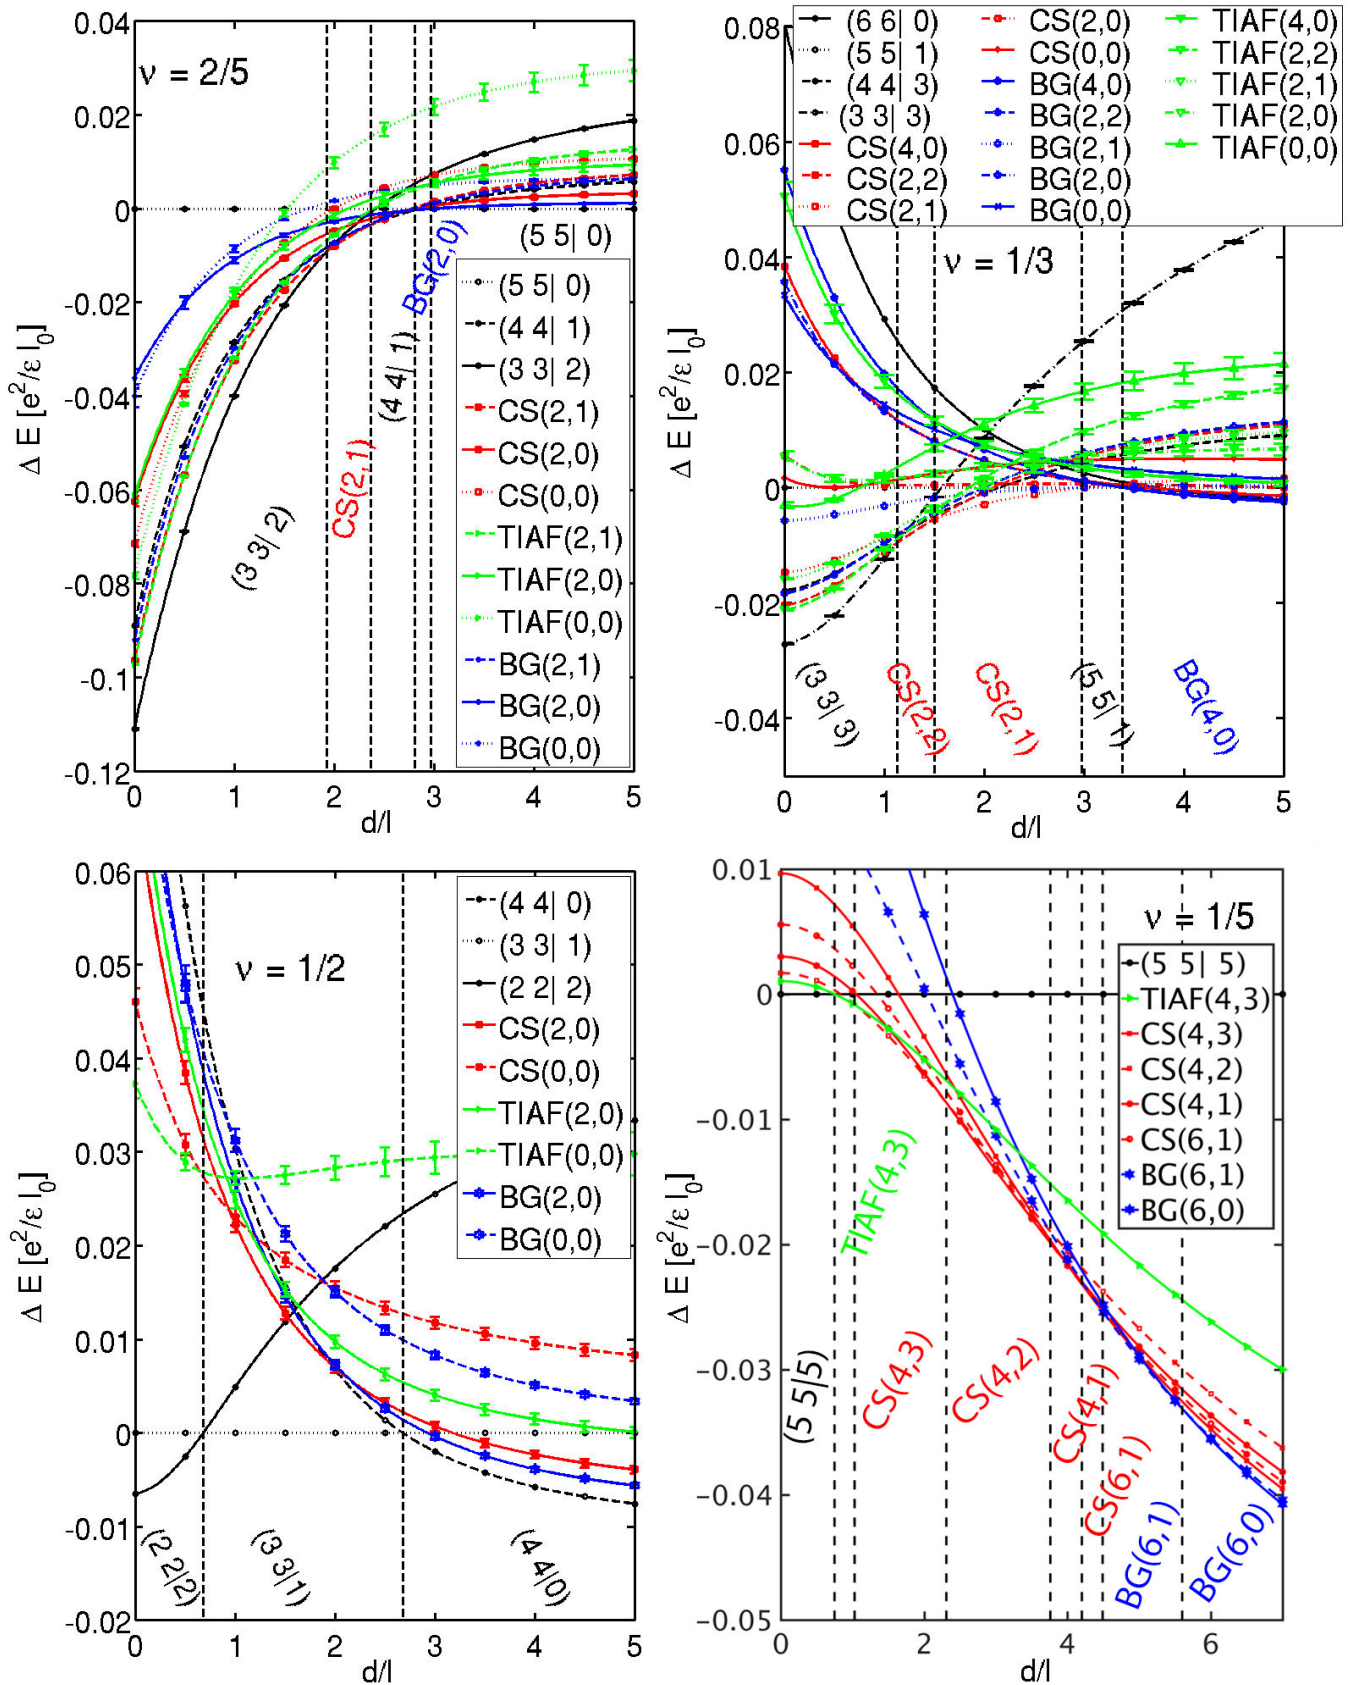 ν = 2/5
0.04
0.02
0
-0.02
-0.04
-0.06
-0.08
-0.1
-0.12
0 1 2 3 4 5
d/l
Δ E [e²/ε l₀]
(3 3| 2)
CS(2,1)
(4 4| 1)
BG(2,0)
(5 5| 0)
(5 5| 0)
(4 4| 1)
(3 3| 2)
CS(2,1)
CS(2,0)
CS(0,0)
TIAF(2,1)
TIAF(2,0)
TIAF(0,0)
BG(2,1)
BG(2,0)
BG(0,0)
0.08
0.06
0.04
0.02
0
-0.02
-0.04
0 1 2 3 4 5
d/l
Δ E [e²/ε l₀]
(6 6| 0)
(5 5| 1)
(4 4| 3)
(3 3| 3)
CS(4,0)
CS(2,2)
CS(2,1)
CS(2,0)
CS(0,0)
BG(4,0)
BG(2,2)
BG(2,1)
BG(2,0)
BG(0,0)
TIAF(4,0)
TIAF(2,2)
TIAF(2,1)
TIAF(2,0)
TIAF(0,0)
ν = 1/3
(3 3| 3)
CS(2,2)
CS(2,1)
(5 5| 1)
BG(4,0)
0.06
0.05
0.04
0.03
0.02
0.01
0
-0.01
-0.02
0 1 2 3 4 5
d/l
Δ E [e²/ε l₀]
ν = 1/2
(4 4| 0)
(3 3| 1)
(2 2| 2)
CS(2,0)
CS(0,0)
TIAF(2,0)
TIAF(0,0)
BG(2,0)
BG(0,0)
(2 2|2)
(3 3|1)
(4 4|0)
0.01
0
−0.01
−0.02
−0.03
−0.04
−0.05
0 2 4 6
d/l
Δ E [e²/ε l₀]
ν = 1/5
(5 5| 5)
TIAF(4,3)
CS(4,3)
CS(4,2)
CS(4,1)
CS(6,1)
BG(6,1)
BG(6,0)
(5 5|5)
TIAF(4,3)
CS(4,3)
CS(4,2)
CS(4,1)
CS(6,1)
BG(6,1)
BG(6,0)